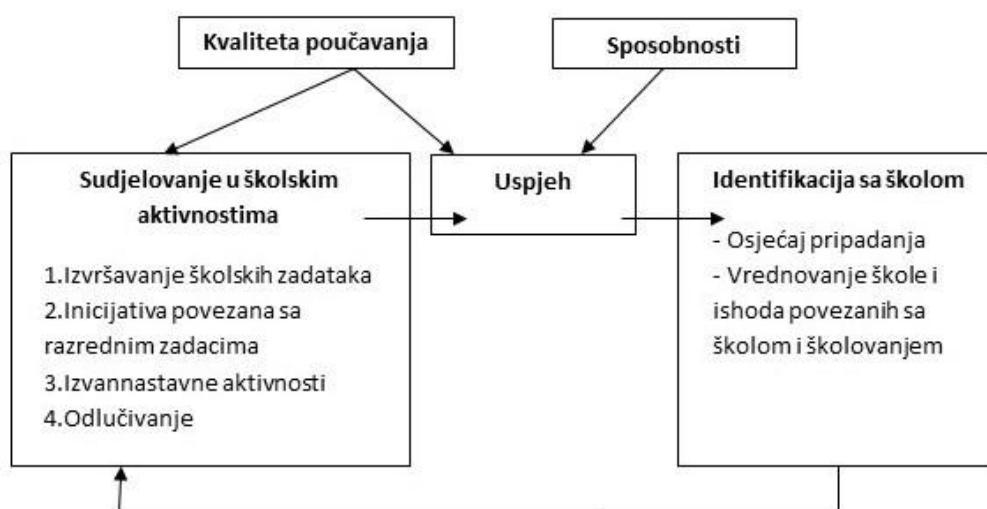 Kvaliteta poučavanja
Sposobnosti
Sudjelovanje u školskim
aktivnostima
1.Izvršavanje školskih zadataka
2.Inicijativa povezana sa
razrednim zadacima
3.Izvannastavne aktivnosti
4.Odlučivanje
Uspjeh
Identifikacija sa školom
- Osjećaj pripadanja
- Vrednovanje škole i
ishoda povezanih sa
školom i školovanjem